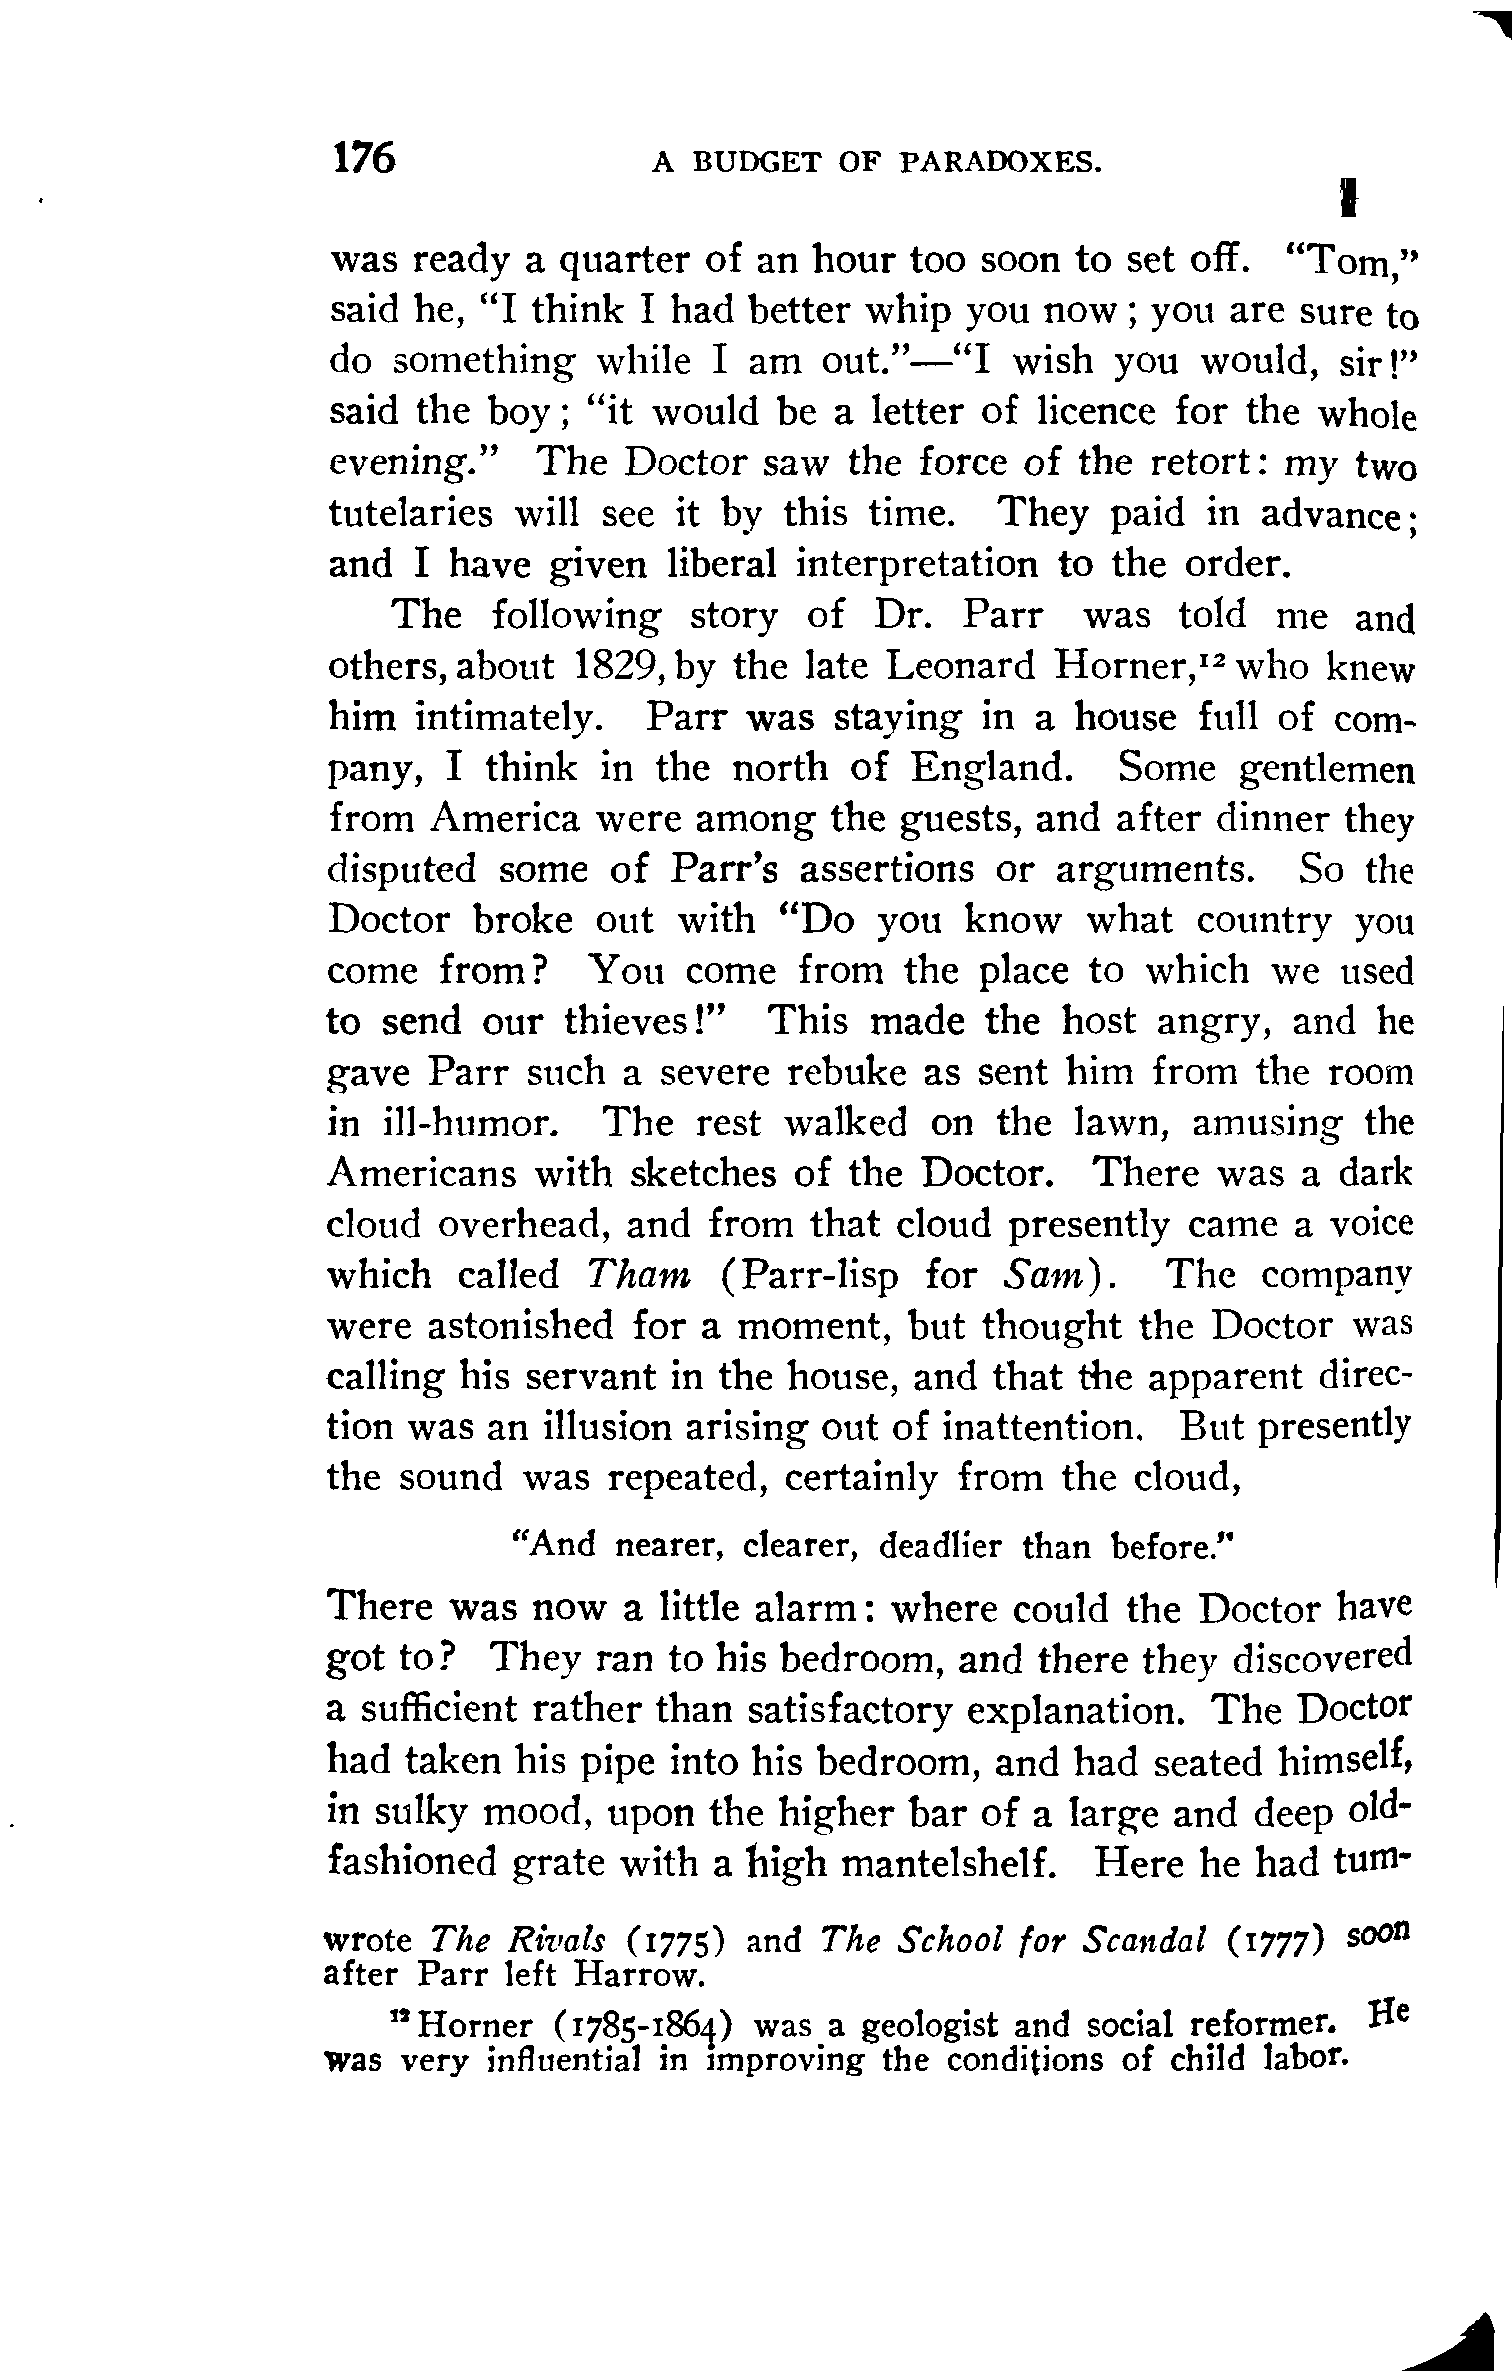 176 A BUDGET OF PARADOXES.
was ready a quarter of an hour too soon to set off. “Tom,”
said he, “I think I had better whip you now; you are sure to
do something while I am out.”—“I wish you would, sir!”
said the boy; “it would be a letter of licence for the whole
evening.” The Doctor saw the force of the retort: my two
tutelaries will see it by this time. They paid in advance;
and I have given liberal interpretation to the order.
The following story of Dr. Parr was told me and
others, about 1829, by the late Leonard Horner,¹² who knew
him intimately. Parr was staying in a house full of com-
pany, I think in the north of England. Some gentlemen
from America were among the guests, and after dinner they
disputed some of Parr’s assertions or arguments. So the
Doctor broke out with “Do you know what country you
come from? You come from the place to which we used
to send our thieves!” This made the host angry, and he
gave Parr such a severe rebuke as sent him from the room
in ill-humor. The rest walked on the lawn, amusing the
Americans with sketches of the Doctor. There was a dark
cloud overhead, and from that cloud presently came a voice
which called Tham (Parr-lisp for Sam). The company
were astonished for a moment, but thought the Doctor was
calling his servant in the house, and that the apparent direc-
tion was an illusion arising out of inattention. But presently
the sound was repeated, certainly from the cloud,
“And nearer, clearer, deadlier than before.”
There was now a little alarm: where could the Doctor have
got to? They ran to his bedroom, and there they discovered
a sufficient rather than satisfactory explanation. The Doctor
had taken his pipe into his bedroom, and had seated himself,
in sulky mood, upon the higher bar of a large and deep old-
fashioned grate with a high mantelshelf. Here he had tum-
wrote The Rivals (1775) and The School for Scandal (1777) soon
after Parr left Harrow.
¹² Horner (1785-1864) was a geologist and social reformer. He
was very influential in improving the conditions of child labor.